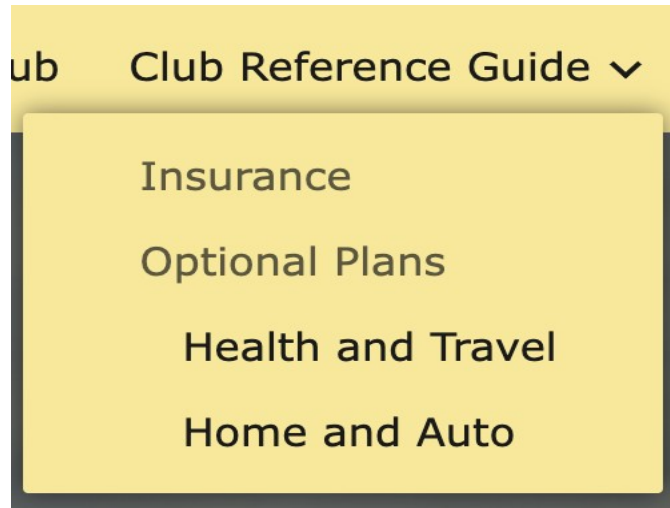 ub Club Reference Guide
Insurance
Optional Plans
Health and Travel
Home and Auto